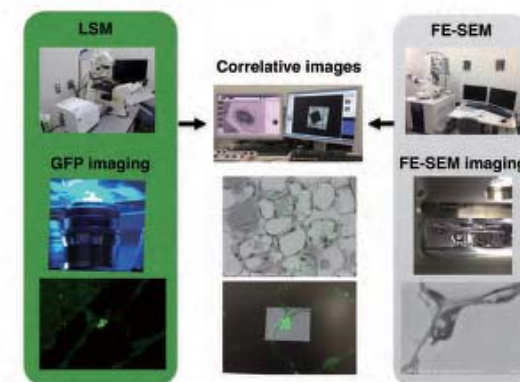 LSM
FE-SEM
Correlative images
GFP imaging
FE-SEM imaging